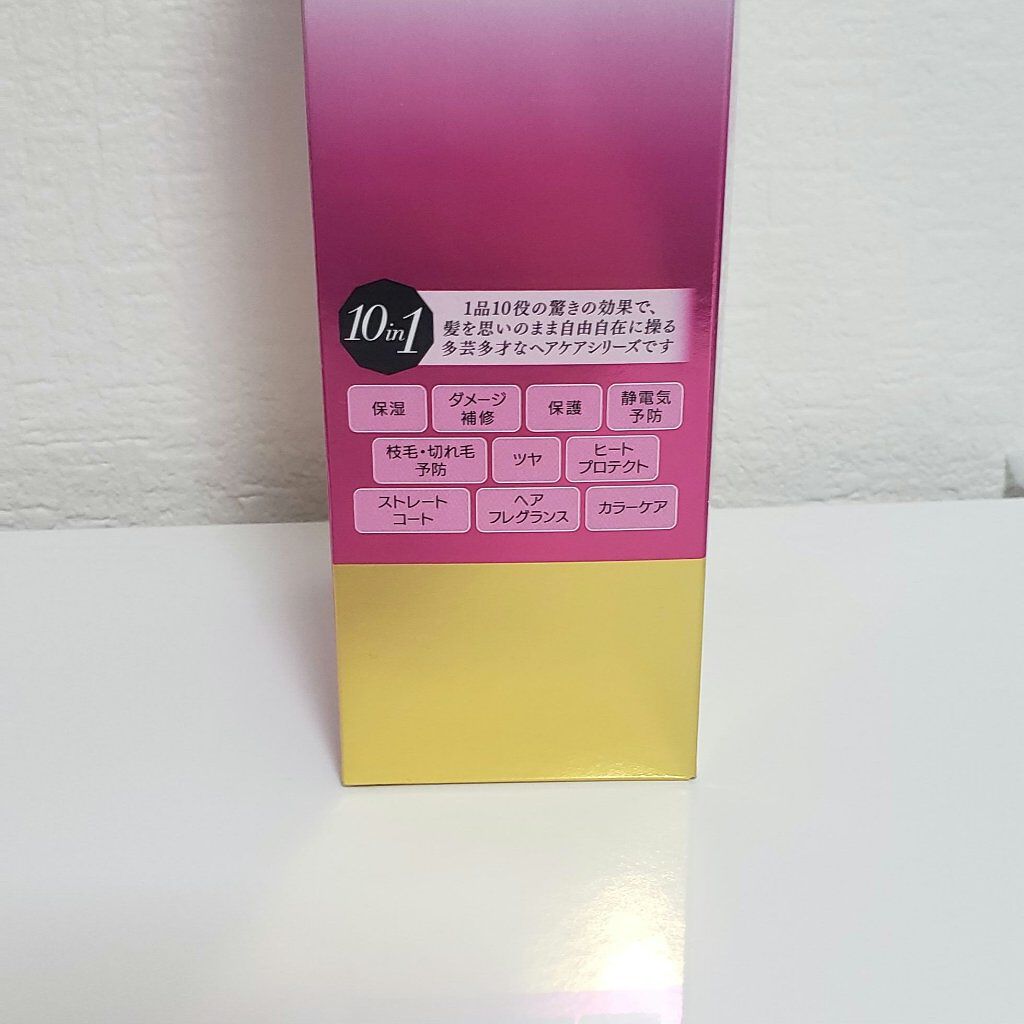 10in1
1品10役の驚きの効果で、
髪を思いのまま自由自在に操る
多芸多才なヘアケアシリーズです
保湿
ダメージ
補修
保護
静電気
予防
枝毛・切れ毛
予防
ツヤ
ヒート
プロテクト
ストレート
コート
ヘア
フレグランス
カラーケア